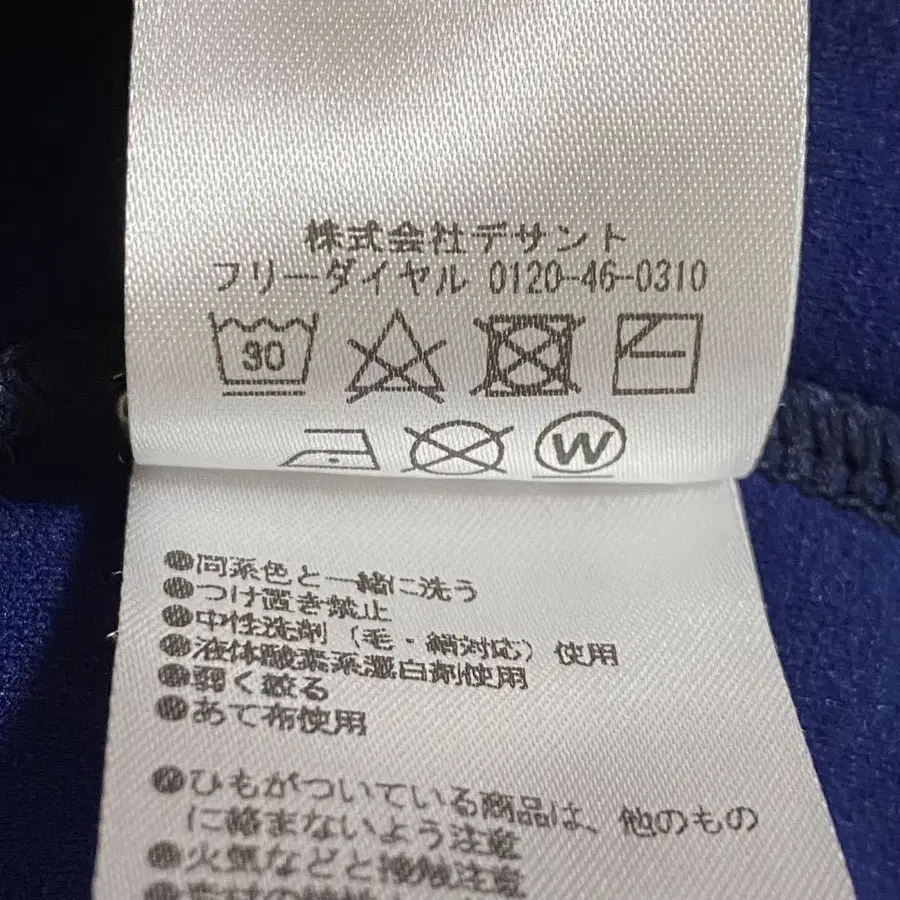 株式会社デサント
フリーダイヤル 0120-46-0310
30
W
●同系色と一緒に洗う
●つけ置き禁止
●中性洗剤(毛・絹対応)使用
●液体酸素系漂白剤使用
●弱く絞る
●あて布使用
●ひもがついている商品は、他のもの
に絡まないよう注意
●火気などと接触注意